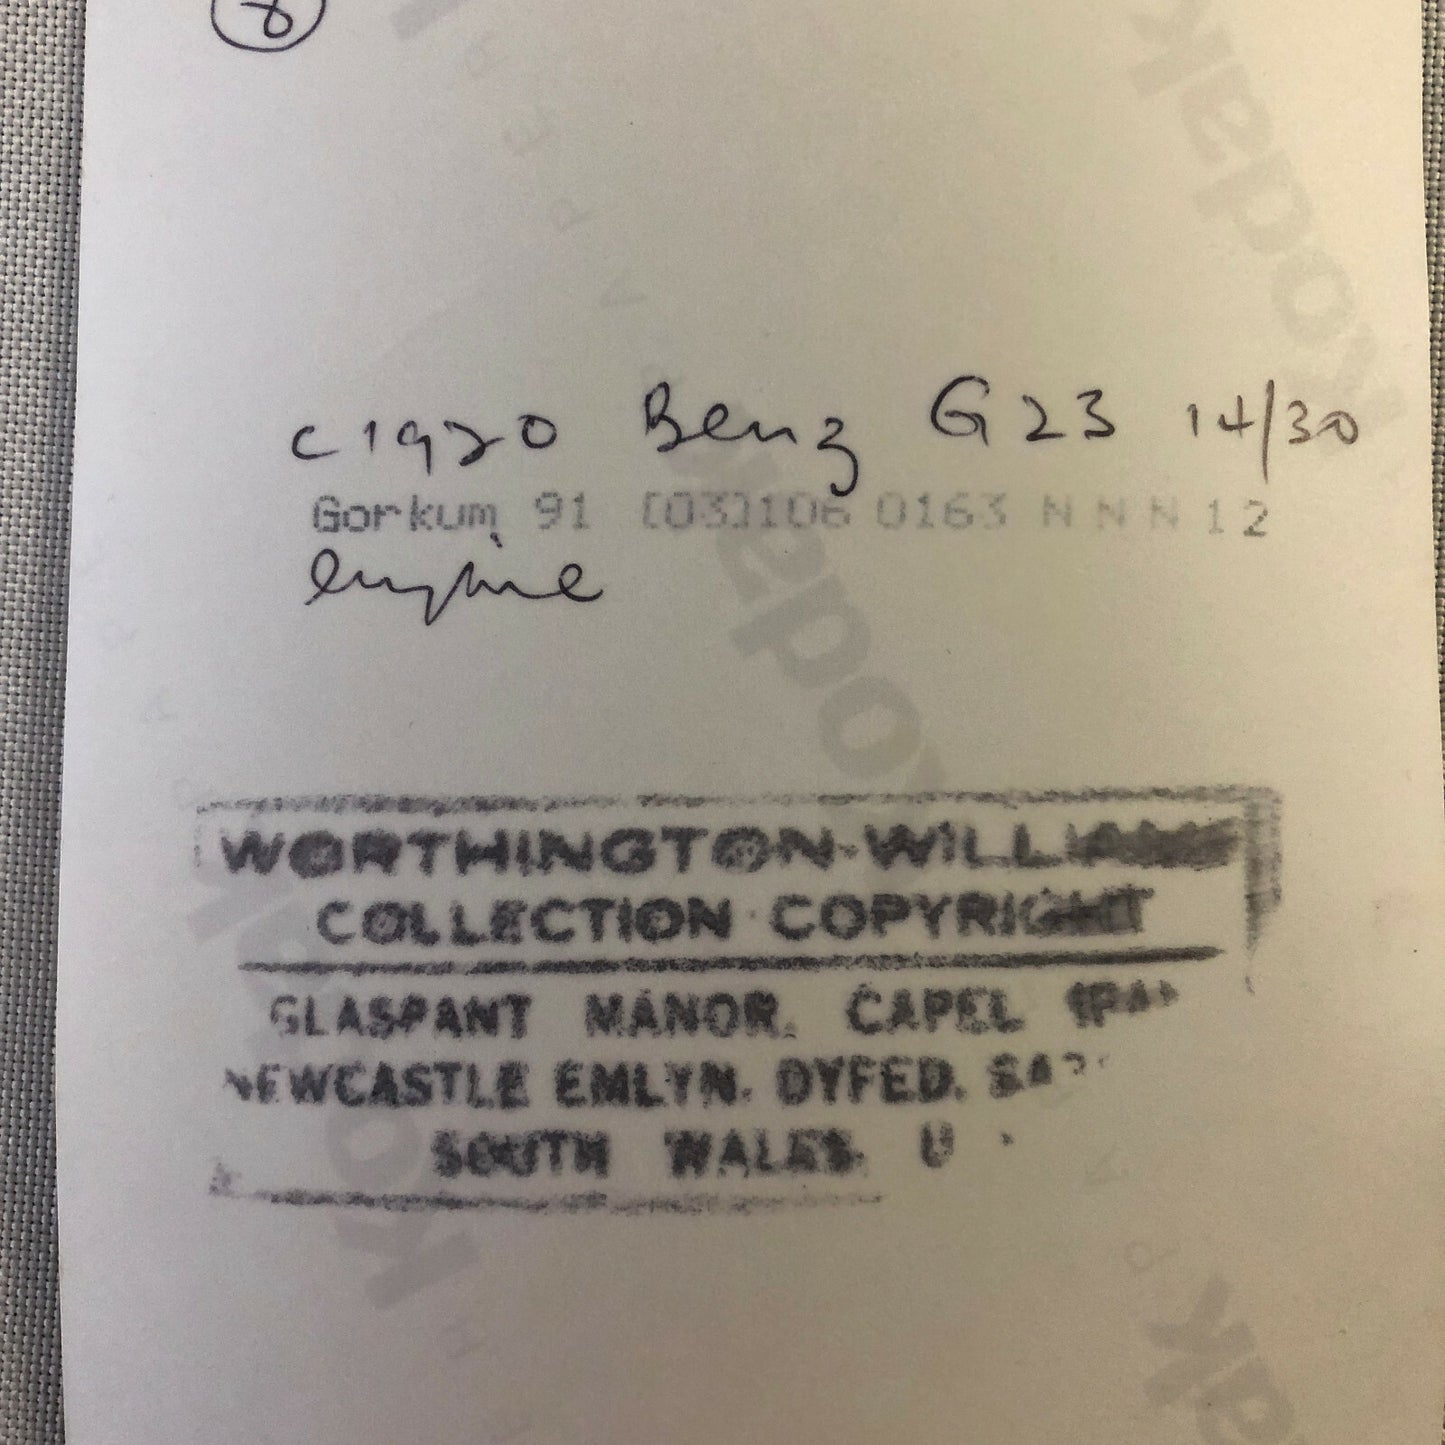 8
c1920 Benz G23 14/30
Gorkum 91 [03]106 0163 N N N 12
engine
WORTHINGTON-WILLIAMS
COLLECTION COPYRIGHT
GLASPANT MANOR. CAPEL
NEWCASTLE EMLYN. DYFED.
SOUTH WALES. U